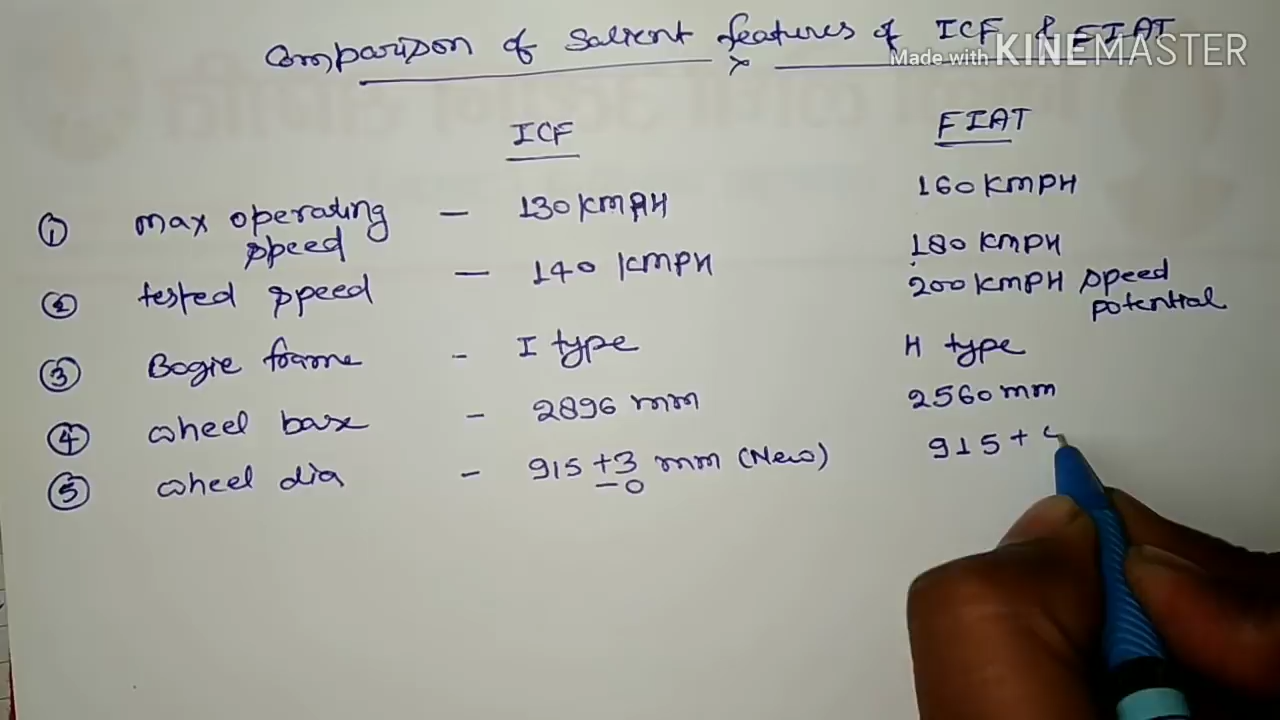 Comparison of Salient features of ICF & FIAT
Made with KINEMASTER
ICF FIAT
① max operating speed — 130 KMPH 160 KMPH
② tested speed — 140 KMPH 180 KMPH
200 KMPH speed potential
③ Bogie frame - I type H type
④ wheel base - 2896 mm 2560 mm
⑤ wheel dia - 915 +3 mm (New) 915 +
-0